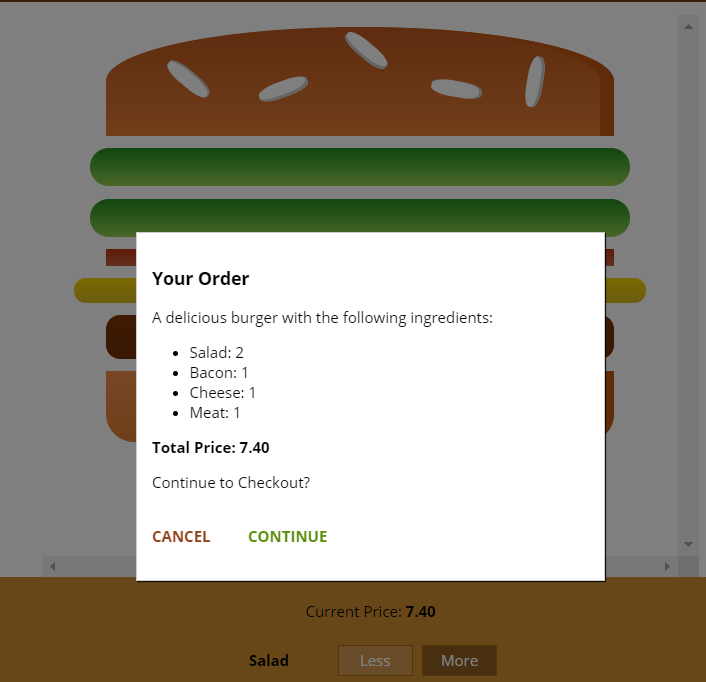 Your Order
A delicious burger with the following ingredients:
Salad: 2
Bacon: 1
Cheese: 1
Meat: 1
Total Price: 7.40
Continue to Checkout?
CANCEL CONTINUE
Current Price: 7.40
Salad Less More